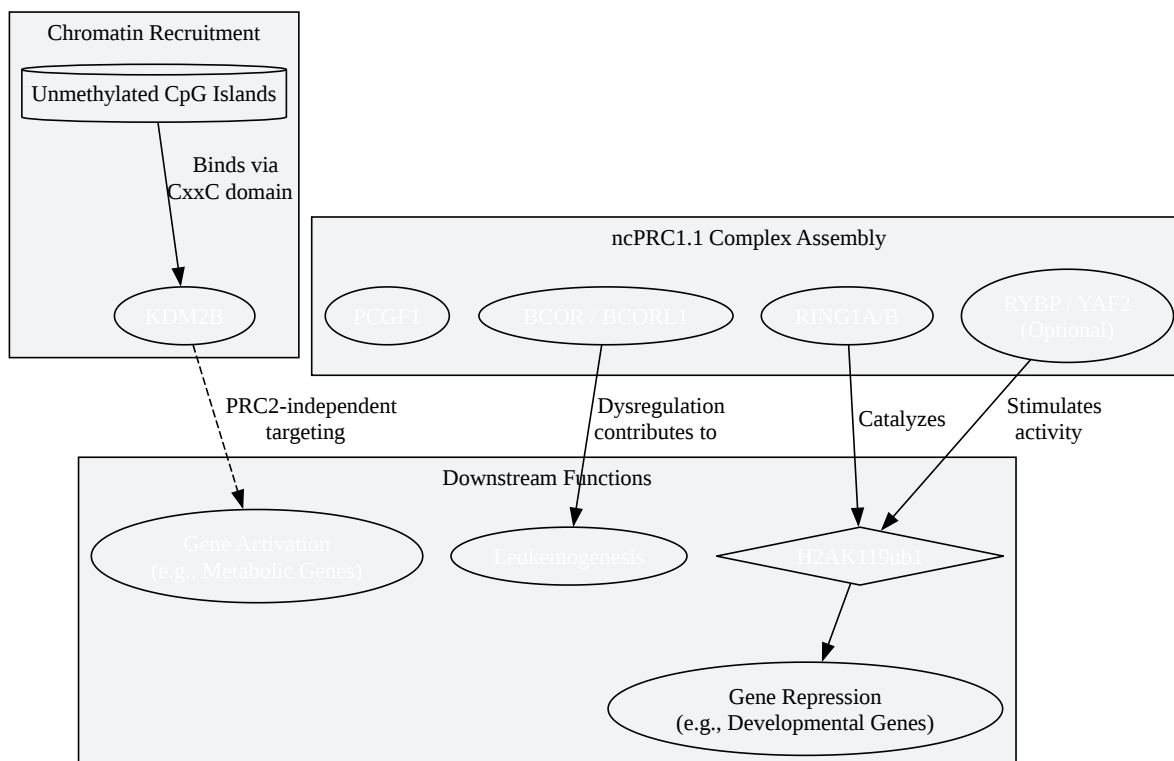 Chromatin Recruitment
Unmethylated CpG Islands
Binds via
CxxC domain
ncPRC1.1 Complex Assembly
KDM2B
PCGF1
BCOR / BCORL1
RING1A/B
RYBP / YAF2
(Optional)
PRC2-independent
targeting
Dysregulation
contributes to
Catalyzes
Stimulates
activity
Downstream Functions
Gene Activation
(e.g., Metabolic Genes)
Leukemogenesis
H2AK119ub1
Gene Repression
(e.g., Developmental Genes)